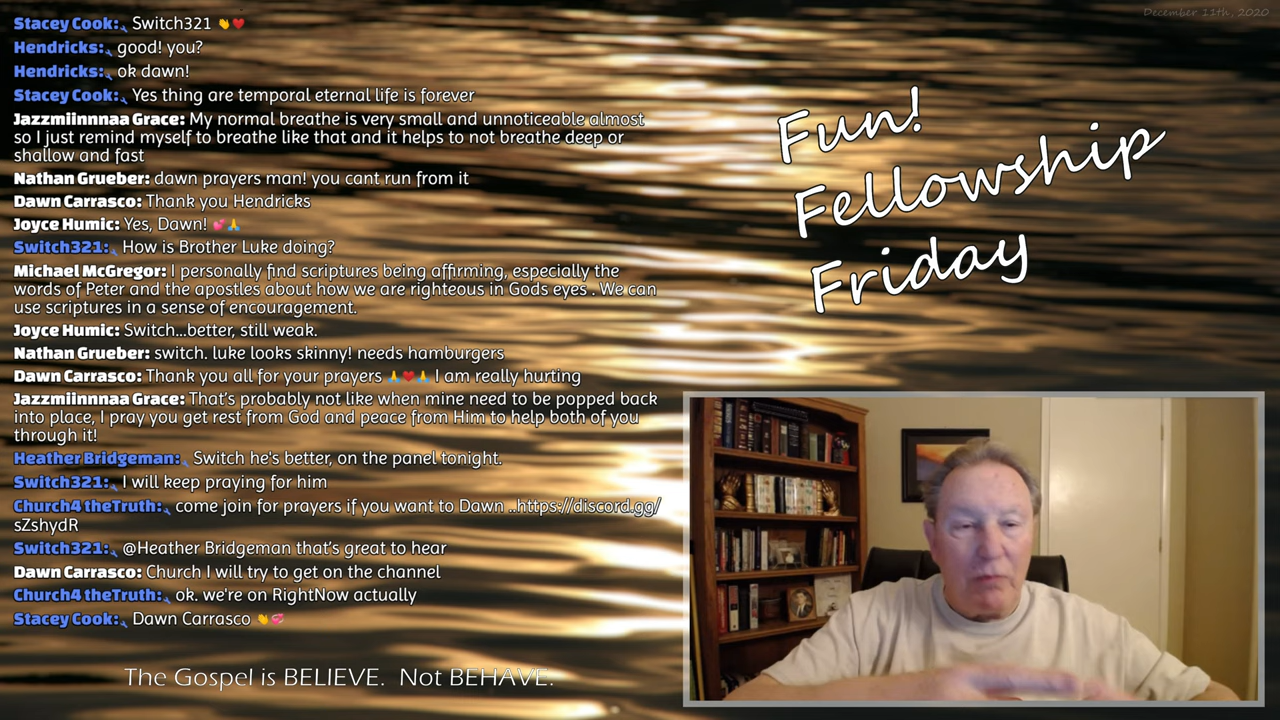 December 11th, 2020
Stacey Cook: Switch321 👏❤️
Hendricks: good! you?
Hendricks: ok dawn!
Stacey Cook: Yes thing are temporal eternal life is forever
Jazzmiinnnaa Grace: My normal breathe is very small and unnoticeable almost
so I just remind myself to breathe like that and it helps to not breathe deep or
shallow and fast
Nathan Grueber: dawn prayers man! you cant run from it
Dawn Carrasco: Thank you Hendricks
Joyce Humic: Yes, Dawn! 💕🙏
Switch321: How is Brother Luke doing?
Michael McGregor: I personally find scriptures being affirming, especially the
words of Peter and the apostles about how we are righteous in Gods eyes . We can
use scriptures in a sense of encouragement.
Joyce Humic: Switch...better, still weak.
Nathan Grueber: switch. luke looks skinny! needs hamburgers
Dawn Carrasco: Thank you all for your prayers 🙏❤️🙏 I am really hurting
Jazzmiinnnaa Grace: That's probably not like when mine need to be popped back
into place, I pray you get rest from God and peace from Him to help both of you
through it!
Heather Bridgeman: Switch he's better, on the panel tonight.
Switch321: I will keep praying for him
Church4 theTruth: come join for prayers if you want to Dawn ..https://discord.gg/
sZshydR
Switch321: @Heather Bridgeman that's great to hear
Dawn Carrasco: Church I will try to get on the channel
Church4 theTruth: ok. we're on RightNow actually
Stacey Cook: Dawn Carrasco 👏💞
The Gospel is BELIEVE. Not BEHAVE.
Fun!
Fellowship
Friday